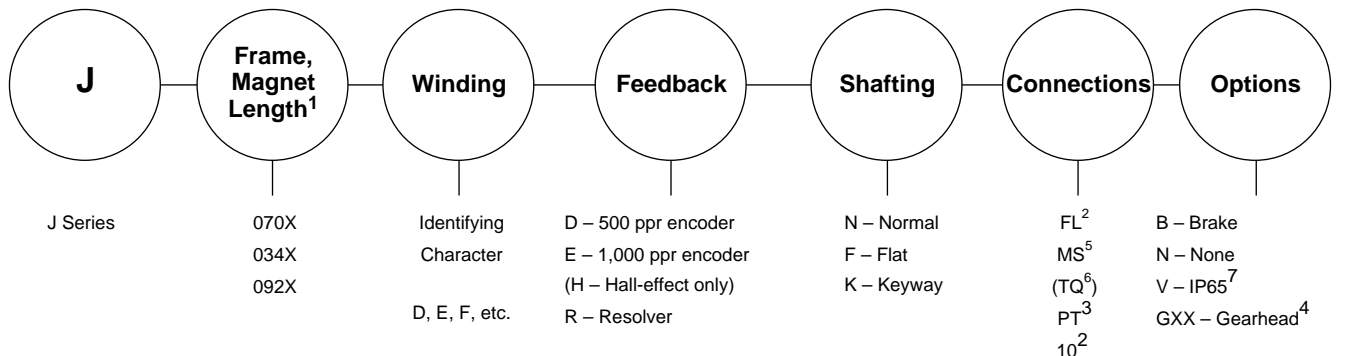 J
Frame,
Magnet
Length¹
Winding
Feedback
Shafting
Connections
Options
J Series
070X
034X
092X
Identifying
Character
D, E, F, etc.
D – 500 ppr encoder
E – 1,000 ppr encoder
(H – Hall-effect only)
R – Resolver
N – Normal
F – Flat
K – Keyway
FL²
MS⁵
(TQ⁶)
PT³
10²
B – Brake
N – None
V – IP65⁷
GXX – Gearhead⁴